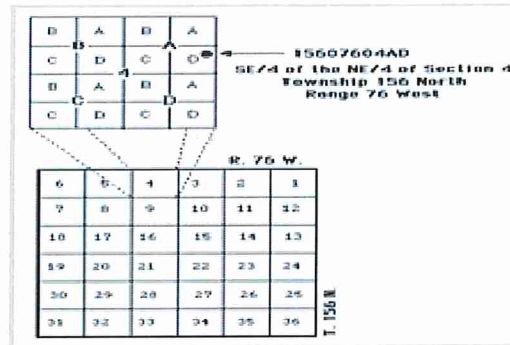 B A B A
B A
C D C D
4
B A B A
C D
C D C D
15607604AD
SE/4 of the NE/4 of Section 4
Township 156 North
Range 76 West
R. 76 W.
6 5 4 3 2 1
7 8 9 10 11 12
18 17 16 15 14 13
19 20 21 22 23 24
30 29 28 27 26 25
31 32 33 34 35 36
T. 156 N.